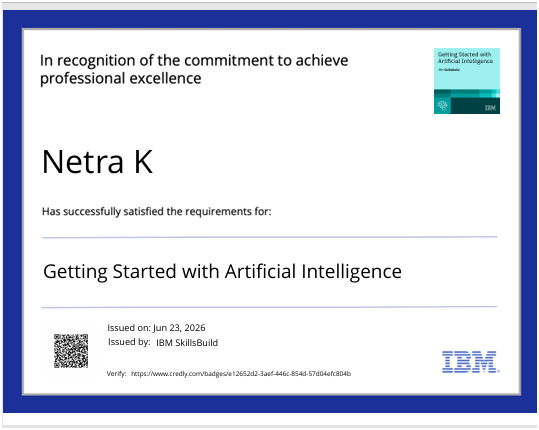 In recognition of the commitment to achieve
professional excellence
Getting Started with
Artificial Intelligence
IBM SkillsBuild
IBM
Netra K
Has successfully satisfied the requirements for:
Getting Started with Artificial Intelligence
Issued on: Jun 23, 2026
Issued by: IBM SkillsBuild
Verify: https://www.credly.com/badges/e12652d2-3aef-446c-854d-57d04efc804b
IBM